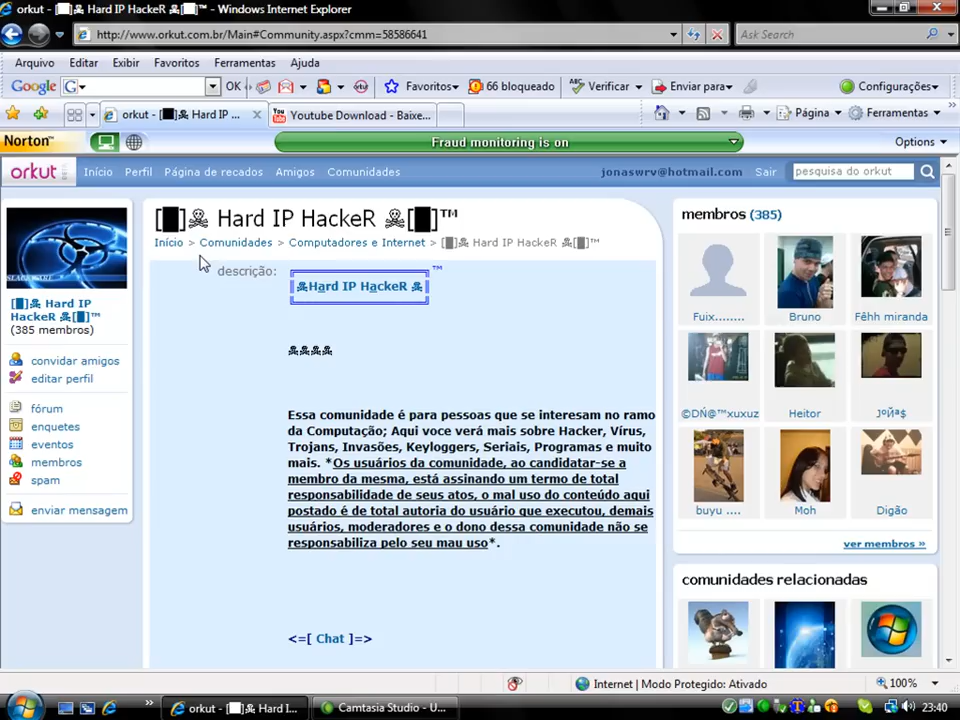 orkut - [█]☠ Hard IP HackeR ☠[█]™ - Windows Internet Explorer
http://www.orkut.com.br/Main#Community.aspx?cmm=58586641
Ask Search
Arquivo Editar Exibir Favoritos Ferramentas Ajuda
Google G OK Favoritos 66 bloqueado Verificar Enviar para Configurações
orkut - [█]☠ Hard IP ... Youtube Download - Baixe... Página Ferramentas
Norton Fraud monitoring is on Options
orkut Início Perfil Página de recados Amigos Comunidades jonaswrv@hotmail.com Sair pesquisa do orkut
[█]☠ Hard IP HackeR ☠[█]™
Início > Comunidades > Computadores e Internet > [█]☠ Hard IP HackeR ☠[█]™
descrição:
™
☠Hard IP HackeR ☠
☠☠☠☠
Essa comunidade é para pessoas que se interesam no ramo
da Computação; Aqui voce verá mais sobre Hacker, Vírus,
Trojans, Invasões, Keyloggers, Seriais, Programas e muito
mais. *Os usuários da comunidade, ao candidatar-se a
membro da mesma, está assinando um termo de total
responsabilidade de seus atos, o mal uso do conteúdo aqui
postado é de total autoria do usuário que executou, demais
usuários, moderadores e o dono dessa comunidade não se
responsabiliza pelo seu mau uso*.
<=[ Chat ]=>
[█]☠ Hard IP
HackeR ☠[█]™
(385 membros)
convidar amigos
editar perfil
fórum
enquetes
eventos
membros
spam
enviar mensagem
membros (385)
Fuix........ Bruno Fêhh miranda
©DŃ@™xuxuz Heitor JºЙª$
buyu .... Moh Digão
ver membros »
comunidades relacionadas
Internet | Modo Protegido: Ativado 100%
orkut - [█]☠ Hard I... Camtasia Studio - U... 23:40